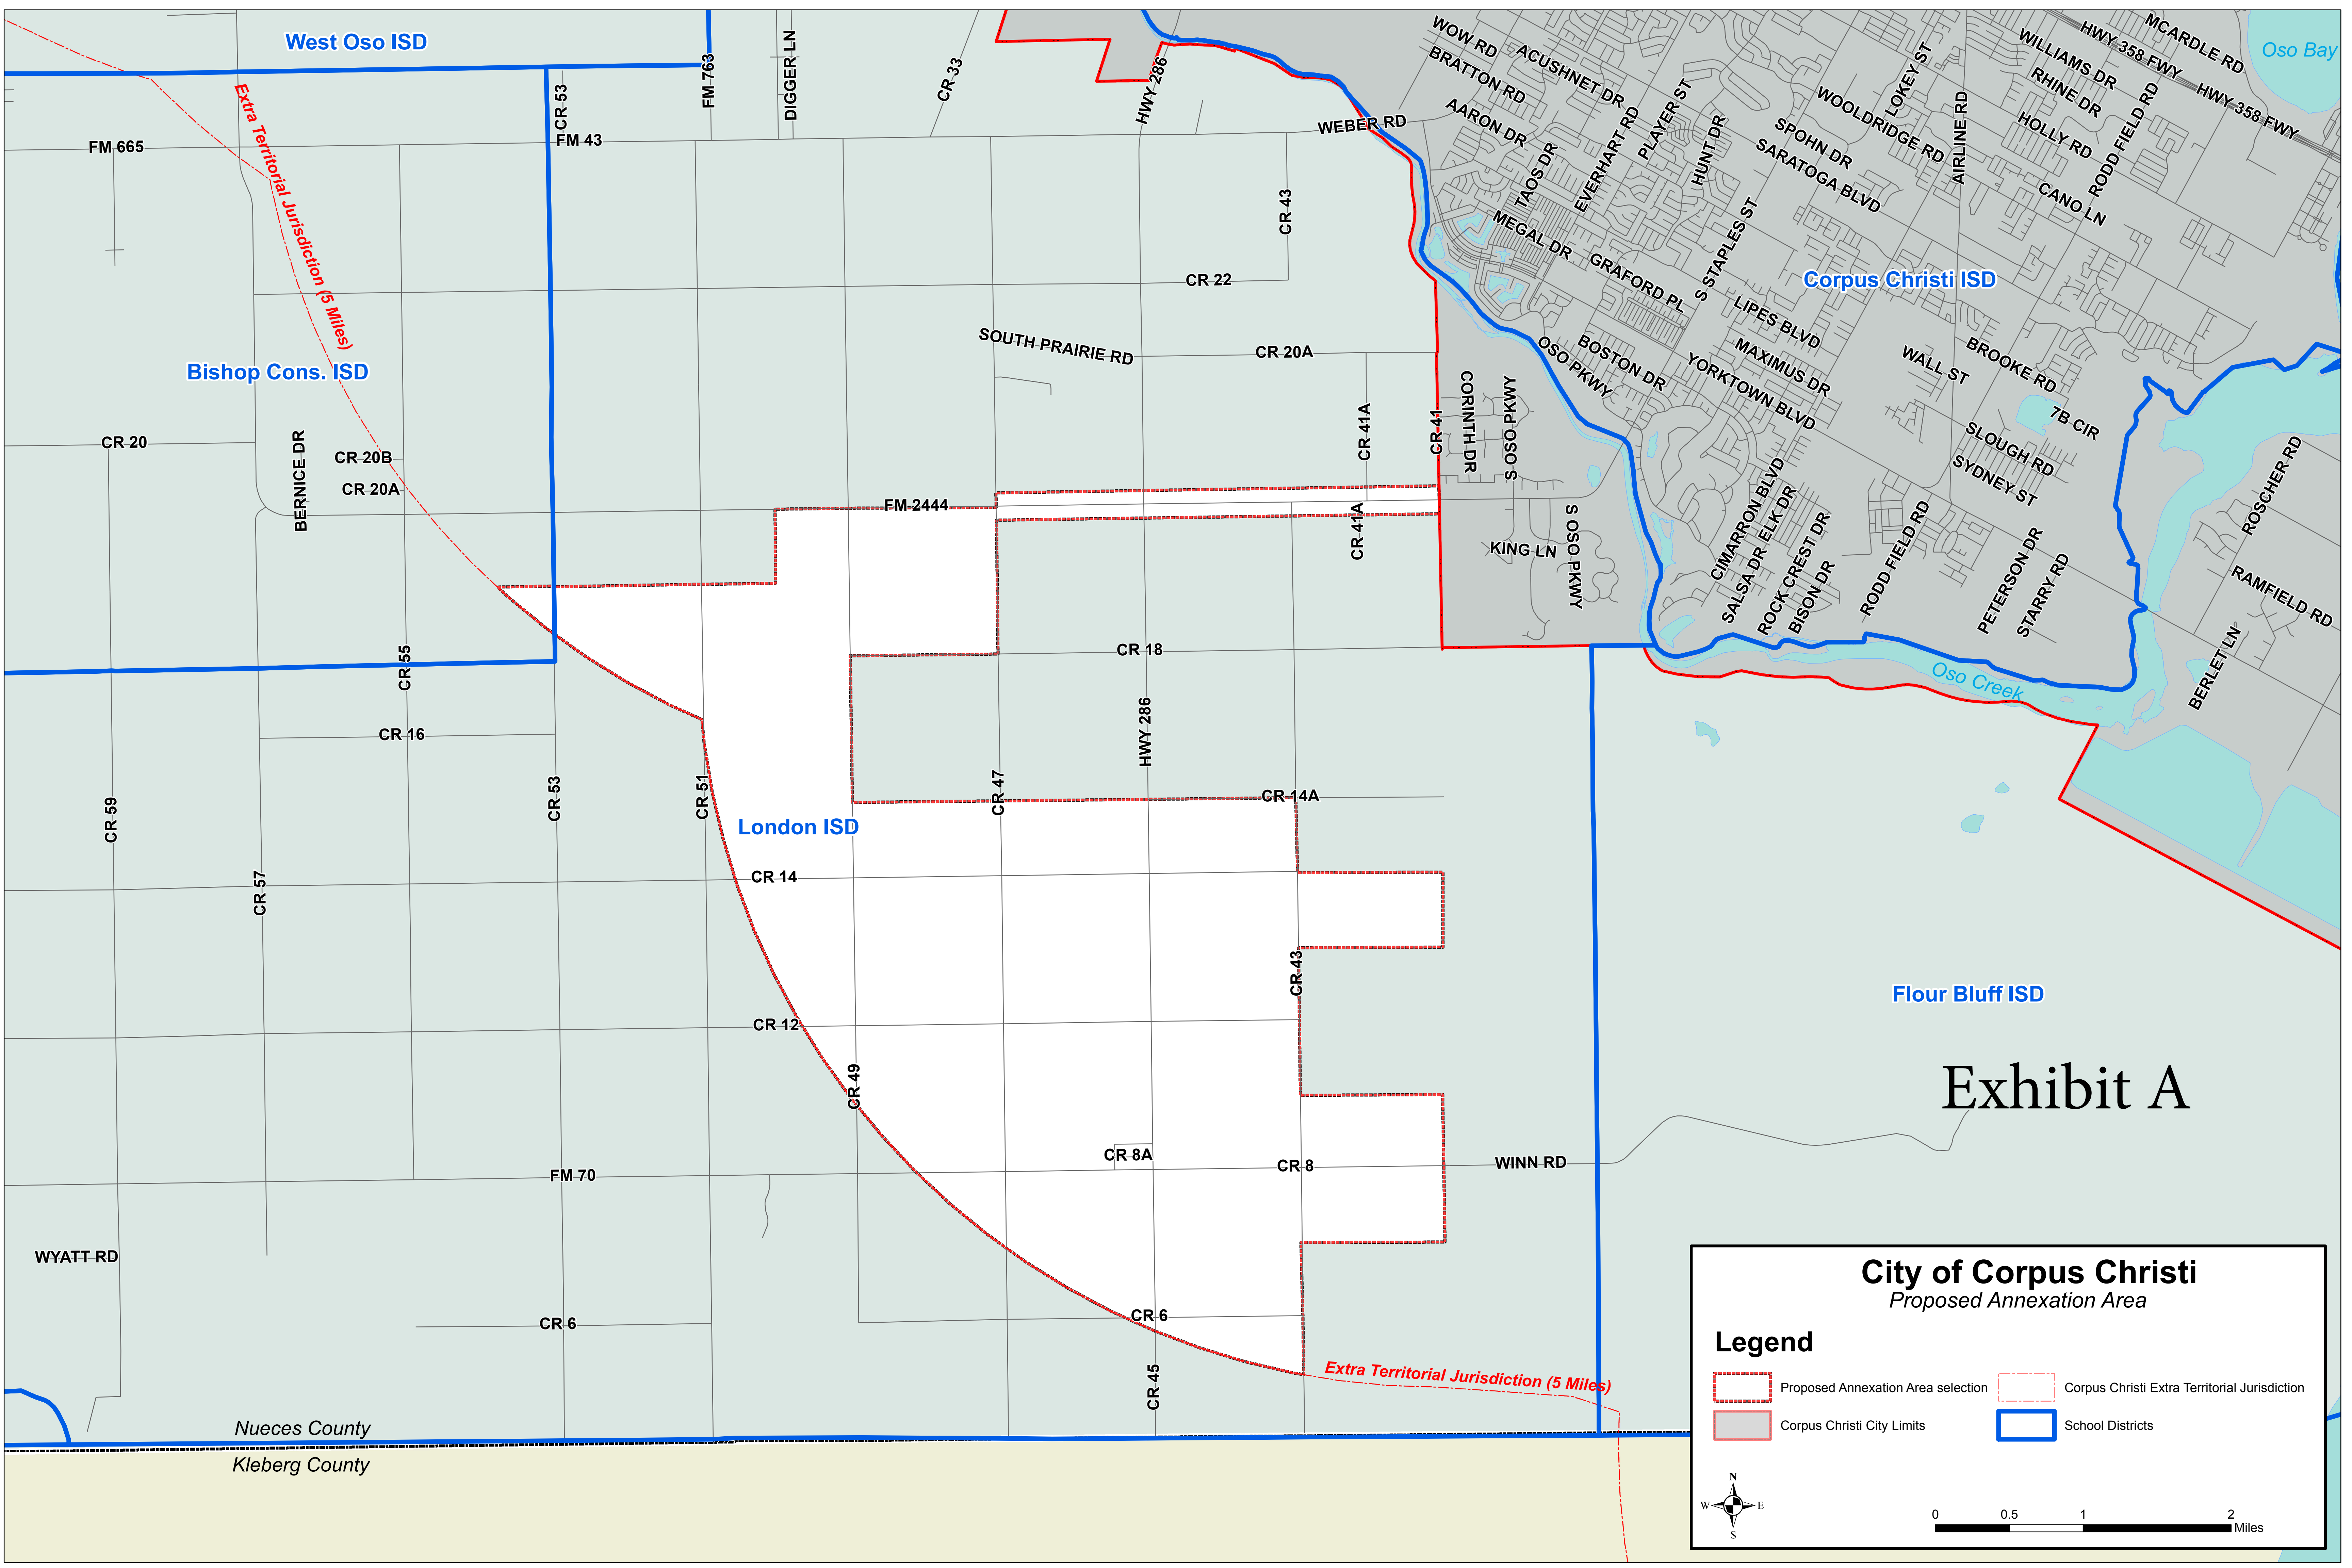 West Oso ISD
FM 763
DIGGER LN
CR 33
HWY 286
WOW RD
BRATTON RD
ACUSHNET DR
AARON DR
WEBER RD
PLAYER ST
EVERHART RD
HUNT DR
TAOS DR
LOKEY ST
WOOLDRIDGE RD
SPOHN DR
SARATOGA BLVD
AIRLINE RD
MCARDLE RD
HWY 358 FWY
WILLIAMS DR
HWY 358 FWY
RHINE DR
HOLLY RD
RODD FIELD RD
CANO LN
Oso Bay
CR 53
FM 43
FM 665
Extra Territorial Jurisdiction (5 Miles)
CR 43
CR 22
MEGAL DR
GRAFORD PL
S STAPLES ST
Corpus Christi ISD
LIPES BLVD
MAXIMUS DR
SOUTH PRAIRIE RD
CR 20A
OSO PKWY
BOSTON DR
YORKTOWN BLVD
WALL ST
BROOKE RD
7B CIR
Bishop Cons. ISD
CR 20
BERNICE DR
CR 20B
CR 20A
CR 41A
CR 41
CORINTH DR
S OSO PKWY
SLOUGH RD
SYDNEY ST
ROSCHER RD
FM 2444
CR 41A
KING LN
S OSO PKWY
CIMARRON BLVD
ELK DR
SALSA DR
ROCK CREST DR
BISON DR
RODD FIELD RD
PETERSON DR
STARRY RD
RAMFIELD RD
BERLET LN
Oso Creek
CR 55
CR 18
CR 16
HWY 286
CR 59
CR 53
CR 51
CR 47
CR 14A
London ISD
CR 57
CR 14
CR 43
Flour Bluff ISD
CR 12
CR 49
Exhibit A
FM 70
CR 8A
CR 8
WINN RD
WYATT RD
CR 6
CR 6
CR 45
Extra Territorial Jurisdiction (5 Miles)
Nueces County
Kleberg County
City of Corpus Christi
Proposed Annexation Area
Legend
Proposed Annexation Area selection
Corpus Christi Extra Territorial Jurisdiction
Corpus Christi City Limits
School Districts
N
W E
S
0 0.5 1 2
Miles